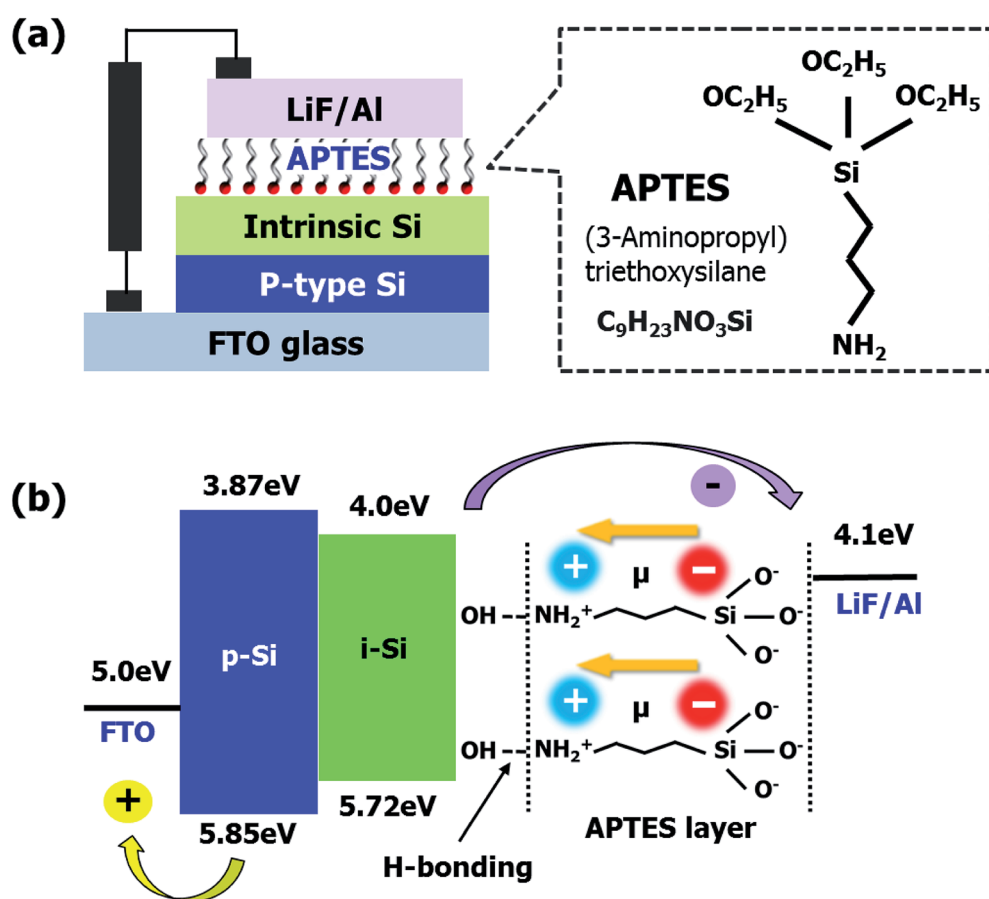 (a)
LiF/Al
APTES
Intrinsic Si
P-type Si
FTO glass
OC₂H₅
OC₂H₅
OC₂H₅
Si
APTES
(3-Aminopropyl)
triethoxysilane
C₉H₂₃NO₃Si
NH₂
(b)
3.87eV
4.0eV
-
4.1eV
LiF/Al
+
μ
−
O⁻
OH
NH₂⁺
Si
O⁻
O⁻
p-Si
i-Si
5.0eV
FTO
+
μ
−
O⁻
OH
NH₂⁺
Si
O⁻
O⁻
+
5.85eV
5.72eV
APTES layer
H-bonding